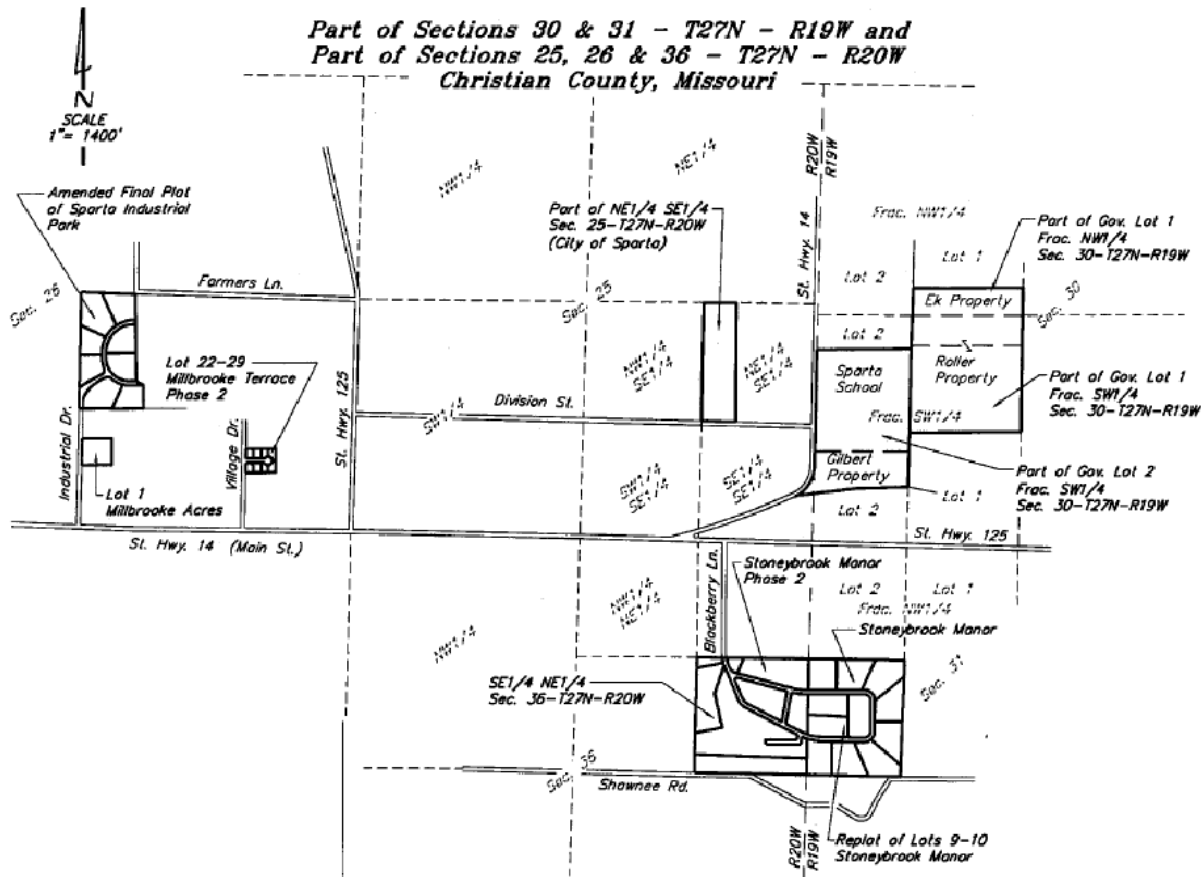 Part of Sections 30 & 31 - T27N - R19W and
Part of Sections 25, 26 & 36 - T27N - R20W
Christian County, Missouri
N
SCALE
1"= 1400'
Amended Final Plat
of Sparta Industrial
Park
NW1/4
NE1/4
R20W
R19W
Part of NE1/4 SE1/4
Sec. 25-T27N-R20W
(City of Sparta)
St. Hwy. 14
Frac. NW1/4
Lot 1
Lot 2
Part of Gov. Lot 1
Frac. NW1/4
Sec. 30-T27N-R19W
Farmers Ln.
Sec. 26
Sec. 25
Ek Property
Sec. 30
Lot 2
Lot 22-29
Millbrooke Terrace
Phase 2
NW1/4
SE1/4
NE1/4
SE1/4
Sparta
School
Roller
Property
Part of Gov. Lot 1
Frac. SW1/4
Sec. 30-T27N-R19W
Division St.
SW1/4
Frac. SW1/4
Industrial Dr.
Village Dr.
St. Hwy. 125
Lot 1
Millbrooke Acres
SW1/4
SE1/4
SE1/4
SE1/4
Gilbert
Property
Part of Gov. Lot 2
Frac. SW1/4
Sec. 30-T27N-R19W
Lot 2
Lot 1
St. Hwy. 14 (Main St.)
St. Hwy. 125
Stoneybrook Manor
Phase 2
Blackberry Ln.
NW1/4
NE1/4
Lot 2
Lot 1
Frac. NW1/4
Stoneybrook Manor
NW1/4
SE1/4 NE1/4
Sec. 36-T27N-R20W
Sec. 31
Sec. 36
Shawnee Rd.
R20W
R19W
Replat of Lots 9-10
Stoneybrook Manor